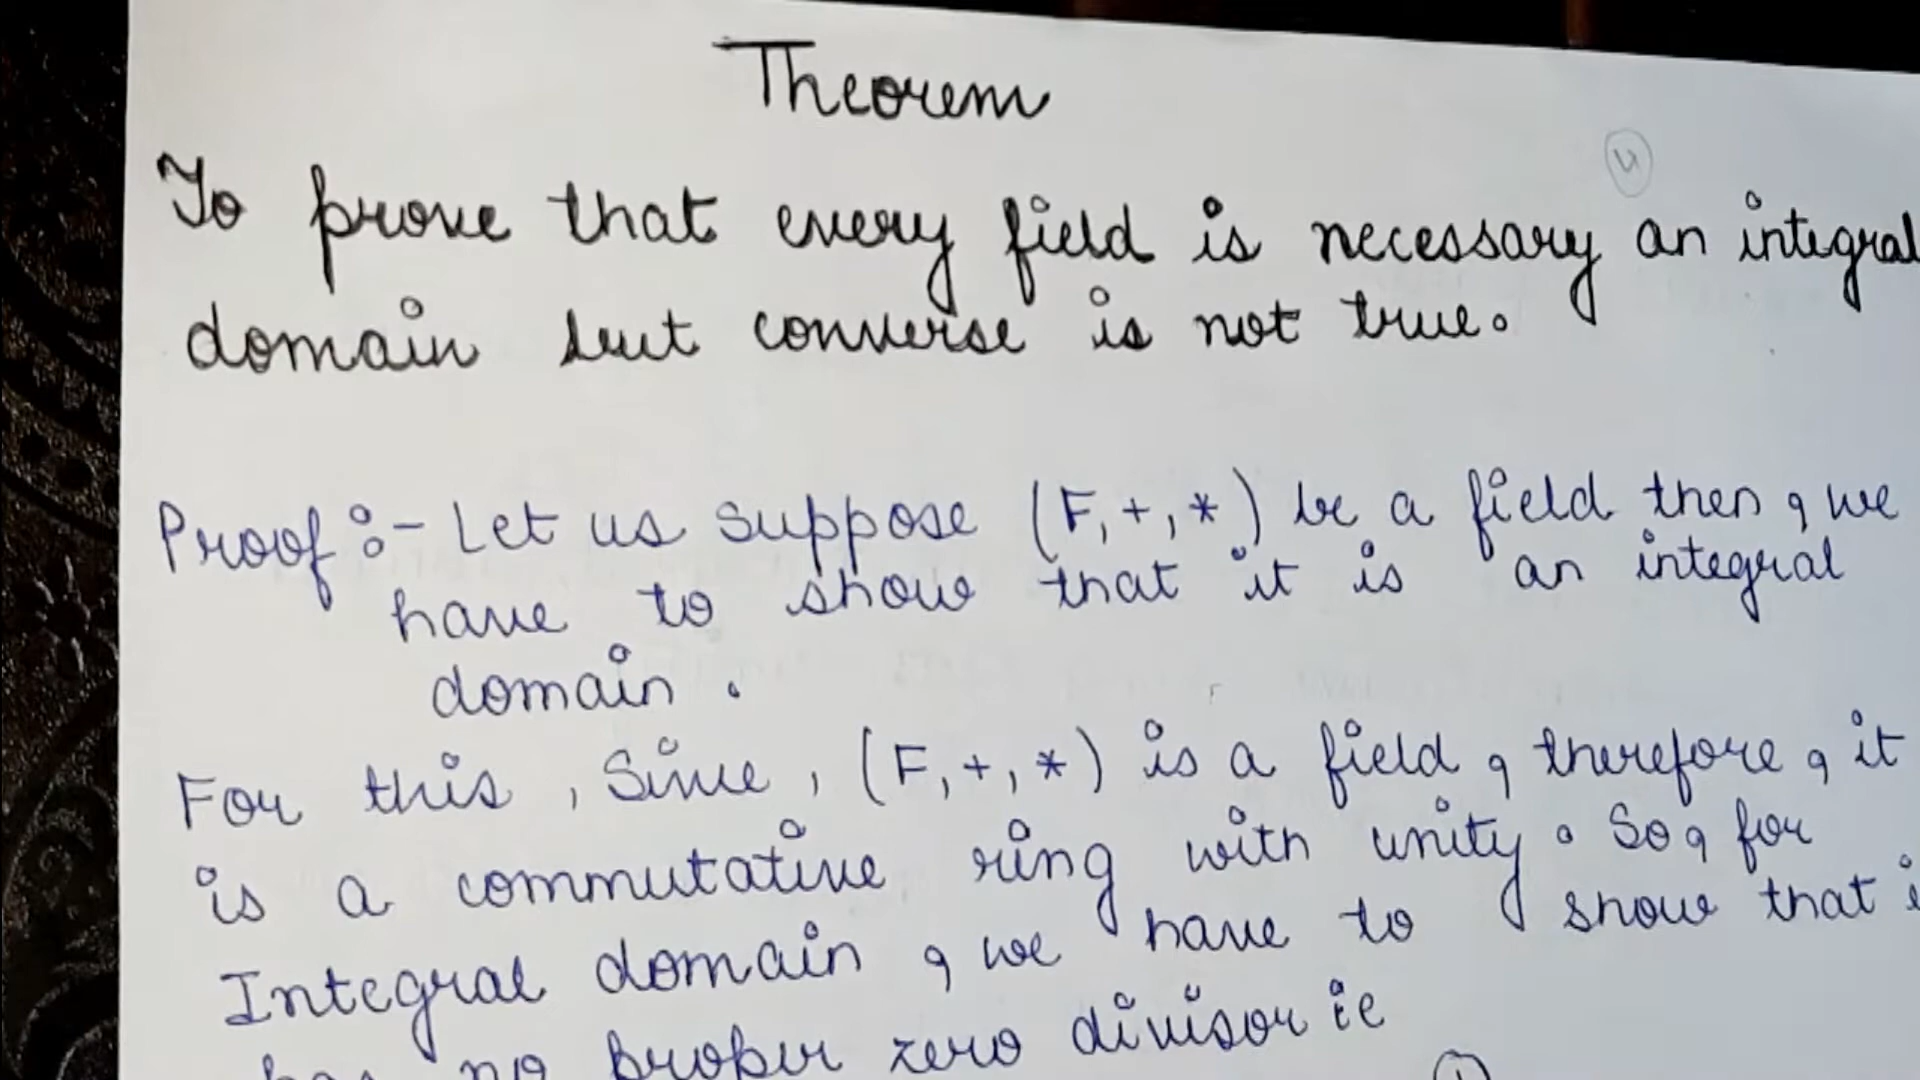 Theorem
To prove that every field is necessary an integral
domain but converse is not true.
Proof :- Let us suppose (F, +, *) be a field then, we
have to show that it is an integral
domain.
For this, Since, (F, +, *) is a field, therefore, it
is a commutative ring with unity. So, for
Integral domain, we have to show that i
has no proper zero divisor ie